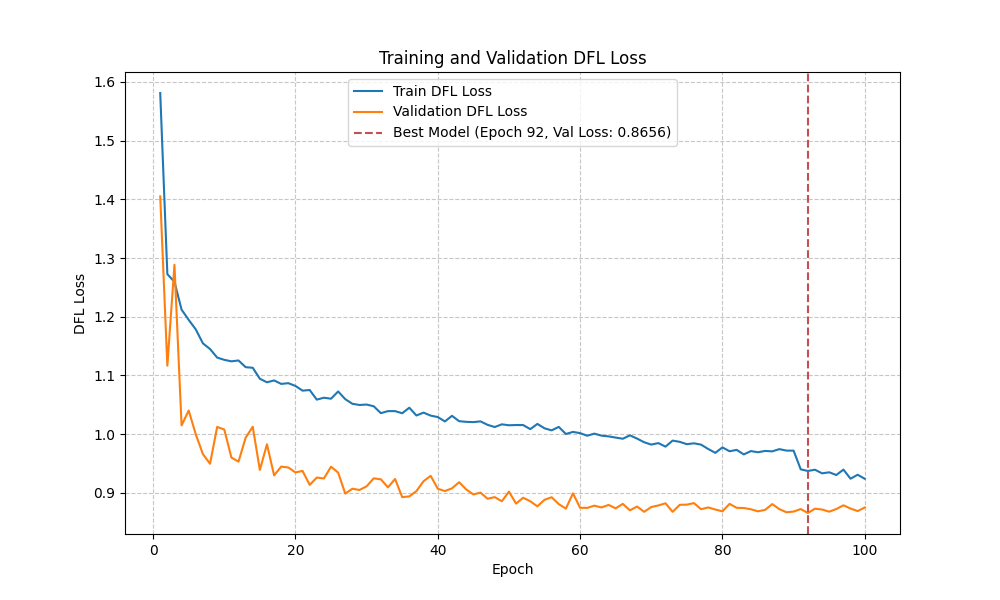 Training and Validation DFL Loss
Train DFL Loss
Validation DFL Loss
Best Model (Epoch 92, Val Loss: 0.8656)
1.6
1.5
1.4
1.3
1.2
1.1
1.0
0.9
DFL Loss
0 20 40 60 80 100
Epoch